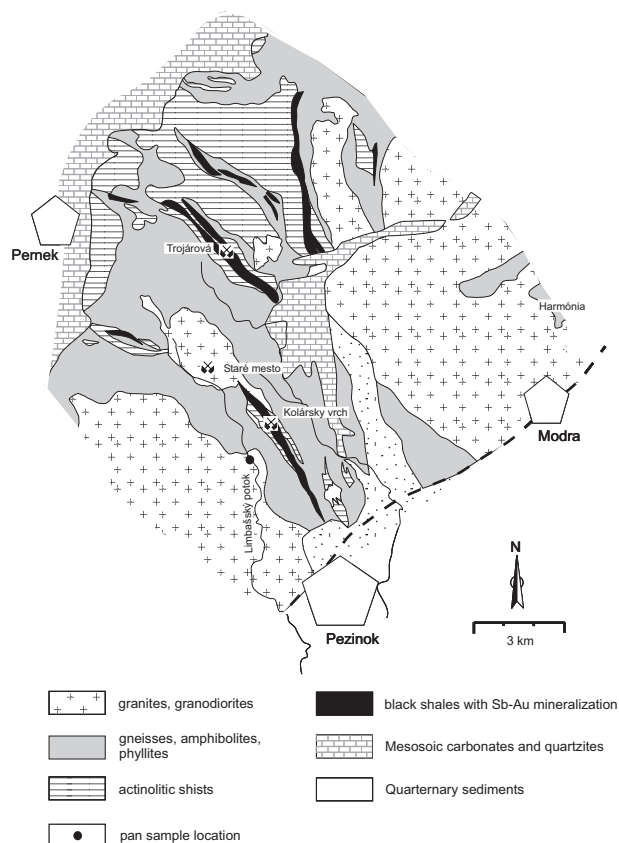 Trojárová
Pernek
Harmónia
Staré mesto
Kolársky vrch
Modra
Limbašský potok
N
Pezinok
3 km
granites, granodiorites
black shales with Sb-Au mineralization
gneisses, amphibolites,
phyllites
Mesosoic carbonates and quartzites
actinolitic shists
Quarternary sediments
pan sample location